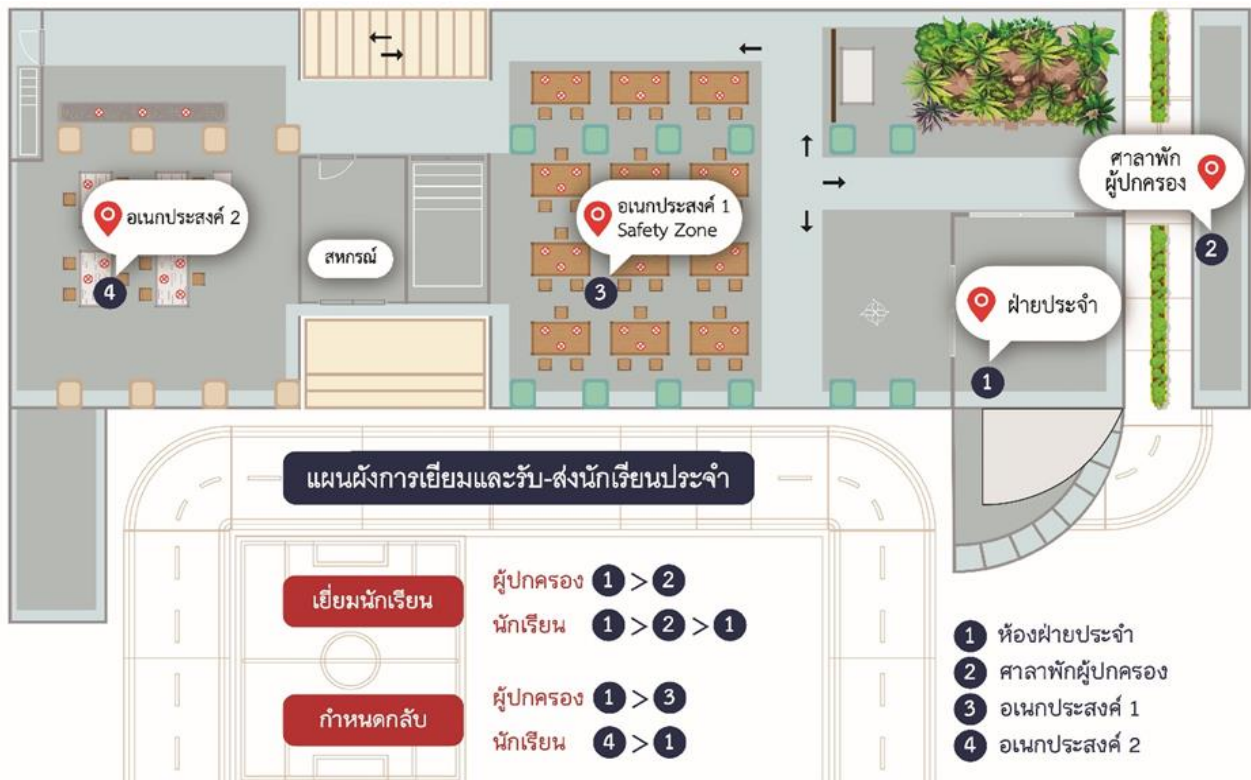 ศาลาพัก
ผู้ปกครอง
2
อเนกประสงค์ 2
4
อเนกประสงค์ 1
Safety Zone
3
สหกรณ์
ฝ่ายประจำ
1
แผนผังการเยี่ยมและรับ-ส่งนักเรียนประจำ
เยี่ยมนักเรียน
ผู้ปกครอง 1 > 2
นักเรียน 1 > 2 > 1
กำหนดกลับ
ผู้ปกครอง 1 > 3
นักเรียน 4 > 1
1 ห้องฝ่ายประจำ
2 ศาลาพักผู้ปกครอง
3 อเนกประสงค์ 1
4 อเนกประสงค์ 2